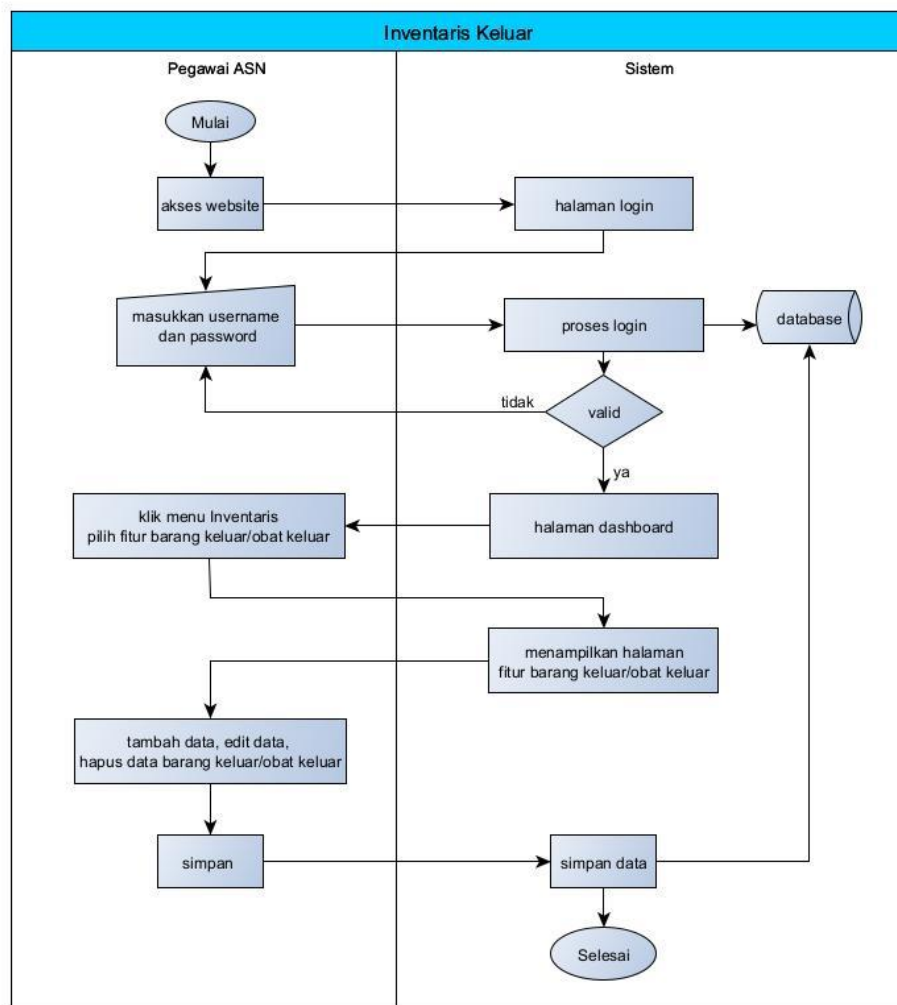 Inventaris Keluar
Pegawai ASN
Sistem
Mulai
akses website
halaman login
masukkan username
dan password
proses login
database
tidak
valid
ya
klik menu Inventaris
pilih fitur barang keluar/obat keluar
halaman dashboard
menampilkan halaman
fitur barang keluar/obat keluar
tambah data, edit data,
hapus data barang keluar/obat keluar
simpan
simpan data
Selesai